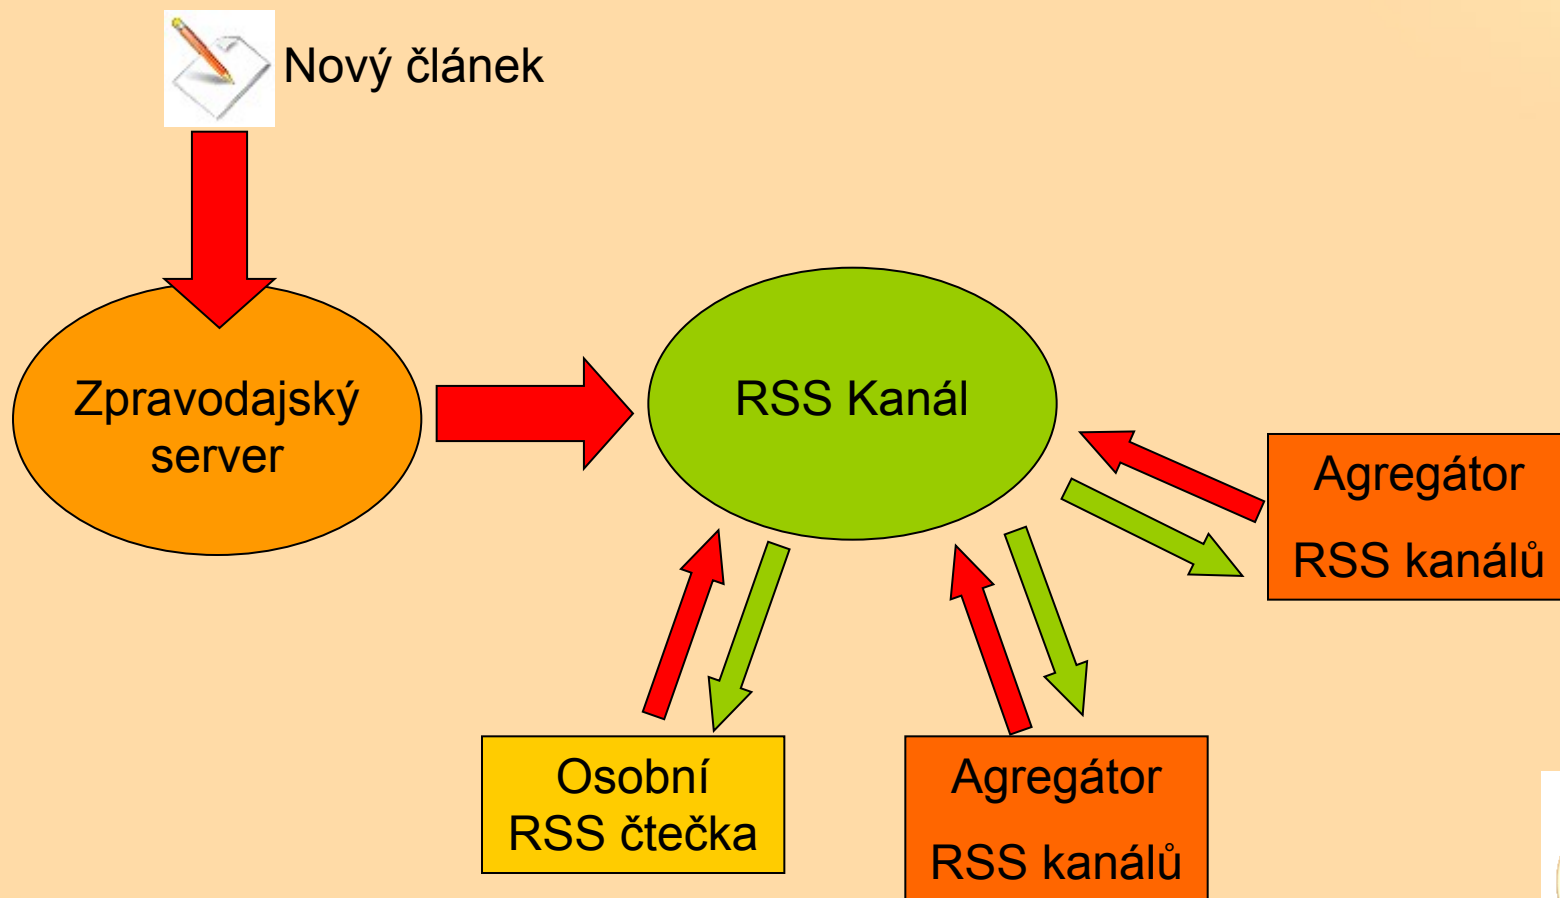 Nový článek
Zpravodajský
server
RSS Kanál
Agregátor
RSS kanálů
Osobní
RSS čtečka
Agregátor
RSS kanálů